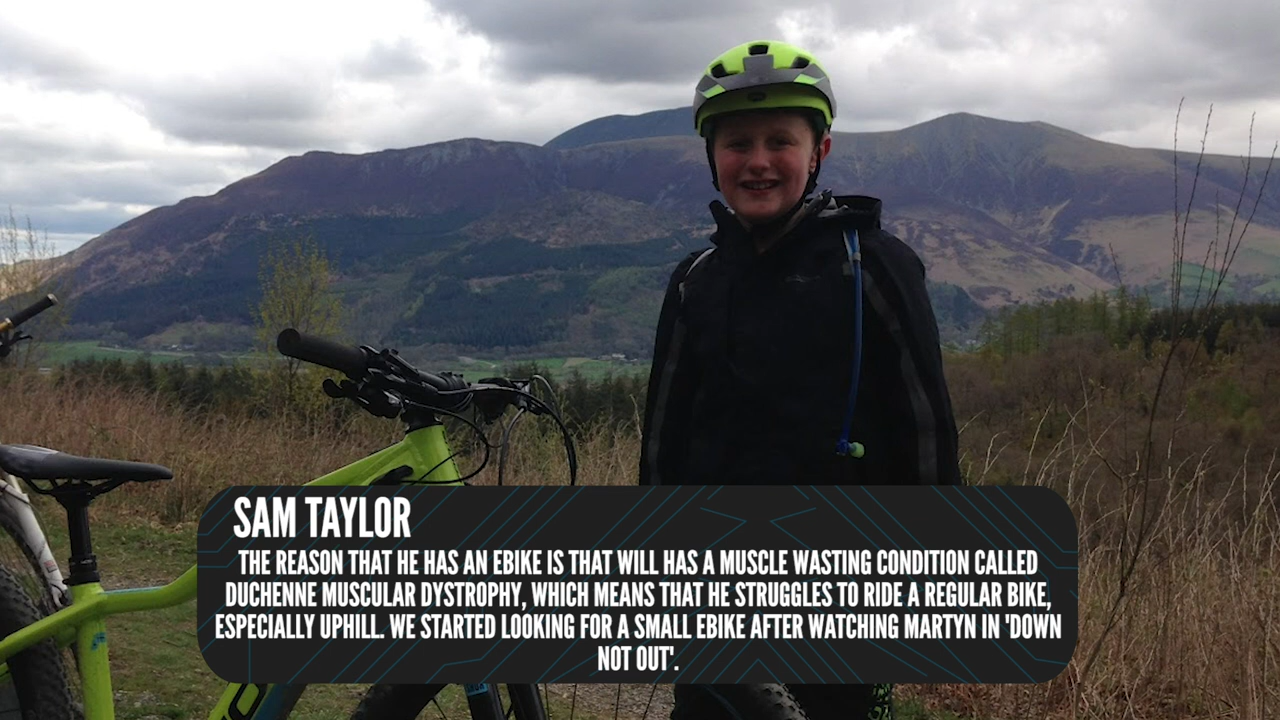 SAM TAYLOR
THE REASON THAT HE HAS AN EBIKE IS THAT WILL HAS A MUSCLE WASTING CONDITION CALLED
DUCHENNE MUSCULAR DYSTROPHY, WHICH MEANS THAT HE STRUGGLES TO RIDE A REGULAR BIKE,
ESPECIALLY UPHILL. WE STARTED LOOKING FOR A SMALL EBIKE AFTER WATCHING MARTYN IN 'DOWN
NOT OUT'.